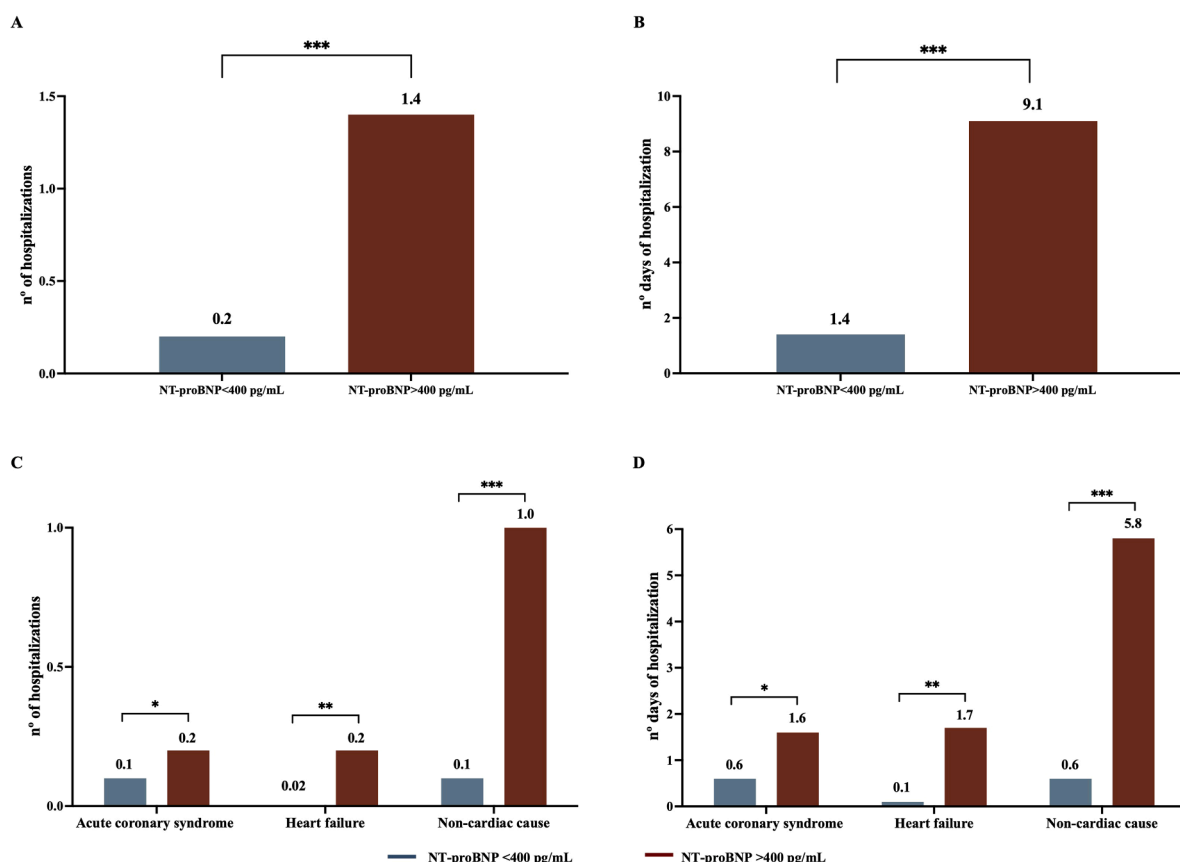 A
***
1.5
1.0
0.5
0.0
nº of hospitalizations
0.2
1.4
NT-proBNP<400 pg/mL
NT-proBNP>400 pg/mL
B
***
10
8
6
4
2
0
nº days of hospitalization
1.4
9.1
NT-proBNP<400 pg/mL
NT-proBNP>400 pg/mL
C
1.0
0.5
0.0
nº of hospitalizations
*
0.1
0.2
**
0.02
0.2
***
0.1
1.0
Acute coronary syndrome
Heart failure
Non-cardiac cause
D
6
5
4
3
2
1
0
nº days of hospitalization
*
0.6
1.6
**
0.1
1.7
***
0.6
5.8
Acute coronary syndrome
Heart failure
Non-cardiac cause
NT-proBNP <400 pg/mL
NT-proBNP >400 pg/mL